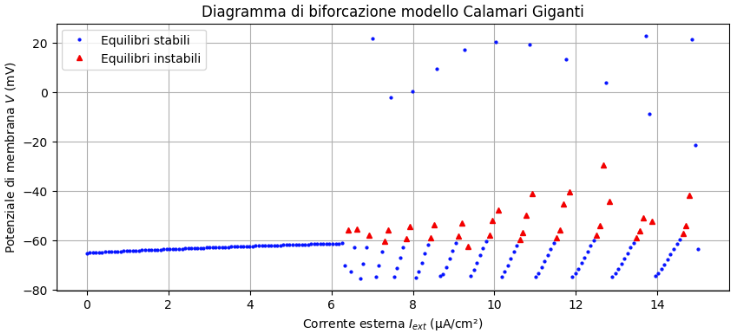 Diagramma di biforcazione modello Calamari Giganti
Equilibri stabili
Equilibri instabili
Potenziale di membrana V (mV)
20
0
−20
−40
−60
−80
0 2 4 6 8 10 12 14
Corrente esterna I_ext (µA/cm²)